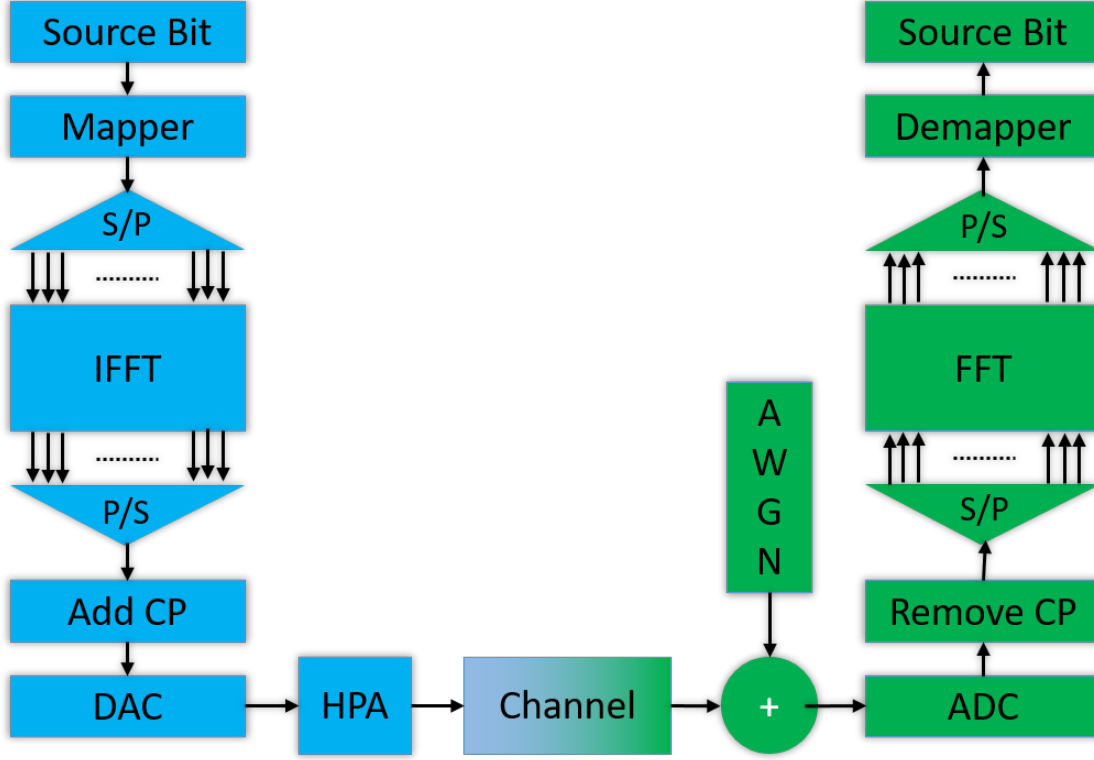 Source Bit
Mapper
S/P
..........
IFFT
..........
P/S
Add CP
DAC
HPA
Channel
A
W
G
N
+
Source Bit
Demapper
P/S
..........
FFT
..........
S/P
Remove CP
ADC